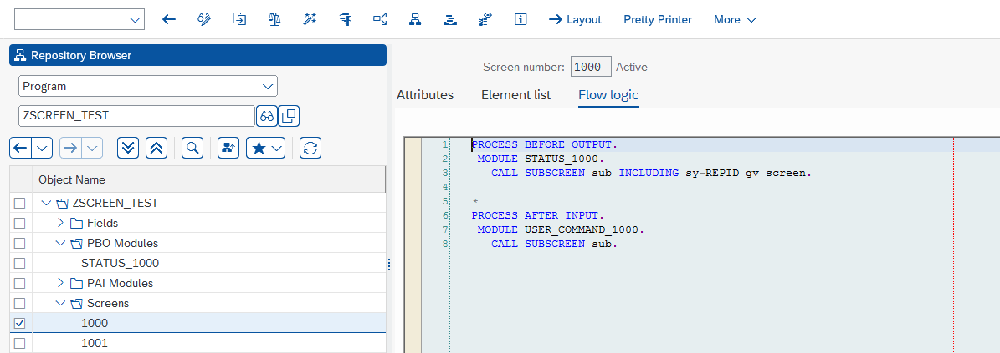 Layout Pretty Printer More
Repository Browser
Program
ZSCREEN_TEST
Object Name
ZSCREEN_TEST
Fields
PBO Modules
STATUS_1000
PAI Modules
Screens
1000
1001
Screen number: 1000 Active
Attributes Element list Flow logic
1 PROCESS BEFORE OUTPUT.
2 MODULE STATUS_1000.
3 CALL SUBSCREEN sub INCLUDING sy-REPID gv_screen.
4
5 *
6 PROCESS AFTER INPUT.
7 MODULE USER_COMMAND_1000.
8 CALL SUBSCREEN sub.